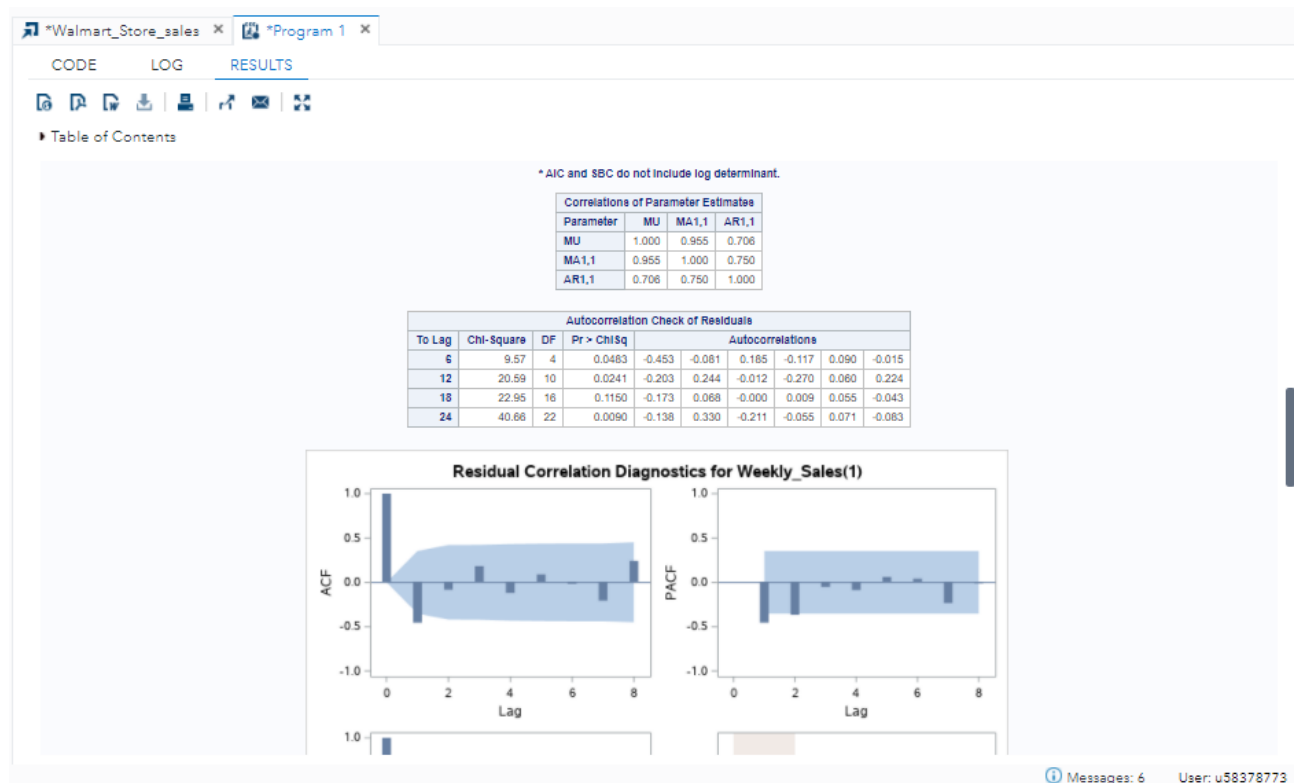 *Walmart_Store_sales × *Program 1 ×
CODE LOG RESULTS
Table of Contents
* AIC and SBC do not include log determinant.
Correlations of Parameter Estimates
Parameter MU MA1,1 AR1,1
MU 1.000 0.955 0.706
MA1,1 0.955 1.000 0.750
AR1,1 0.706 0.750 1.000
Autocorrelation Check of Residuals
To Lag Chi-Square DF Pr > ChiSq Autocorrelations
6 9.57 4 0.0483 -0.453 -0.081 0.185 -0.117 0.090 -0.015
12 20.59 10 0.0241 -0.203 0.244 -0.012 -0.270 0.060 0.224
18 22.95 16 0.1150 -0.173 0.068 -0.000 0.009 0.055 -0.043
24 40.66 22 0.0090 -0.138 0.330 -0.211 -0.055 0.071 -0.083
Residual Correlation Diagnostics for Weekly_Sales(1)
1.0
0.5
0.0
-0.5
-1.0
ACF
0 2 4 6 8
Lag
1.0
0.5
0.0
-0.5
-1.0
PACF
0 2 4 6 8
Lag
1.0
1.0
Messages: 6 User: u58378773